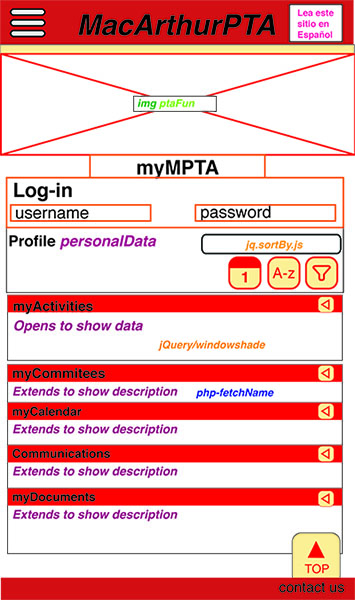 MacArthurPTA
Lea este
sitio en
Español
img ptaFun
myMPTA
Log-in
username
password
Profile personalData
jq.sortBy.js
1
A-z
myActivities
Opens to show data
jQuery/windowshade
myCommitees
Extends to show description
php-fetchName
myCalendar
Extends to show description
Communications
Extends to show description
myDocuments
Extends to show description
TOP
contact us